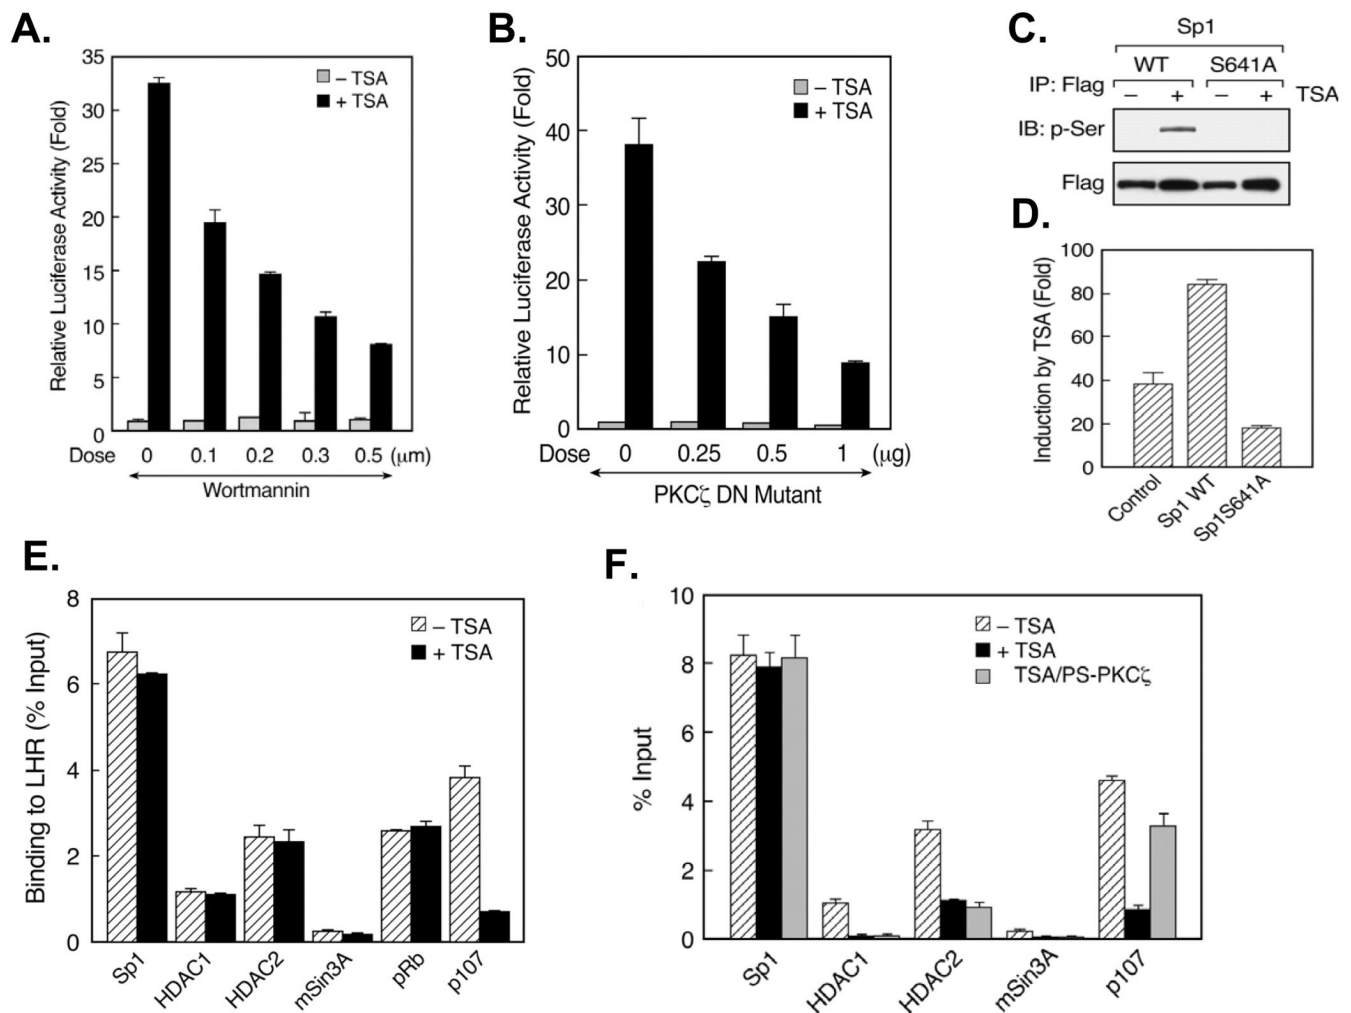 A.
Relative Luciferase Activity (Fold)
35
30
25
20
15
10
5
0
– TSA
+ TSA
Dose 0 0.1 0.2 0.3 0.5 (μm)
Wortmannin
B.
Relative Luciferase Activity (Fold)
50
40
30
20
10
0
– TSA
+ TSA
Dose 0 0.25 0.5 1 (μg)
PKCζ DN Mutant
C.
Sp1
WT S641A
IP: Flag – + – + TSA
IB: p-Ser
Flag
D.
Induction by TSA (Fold)
100
80
60
40
20
0
Control
Sp1 WT
Sp1S641A
E.
Binding to LHR (% Input)
8
6
4
2
0
– TSA
+ TSA
Sp1
HDAC1
HDAC2
mSin3A
pRb
p107
F.
% Input
10
8
6
4
2
0
– TSA
+ TSA
TSA/PS-PKCζ
Sp1
HDAC1
HDAC2
mSin3A
p107